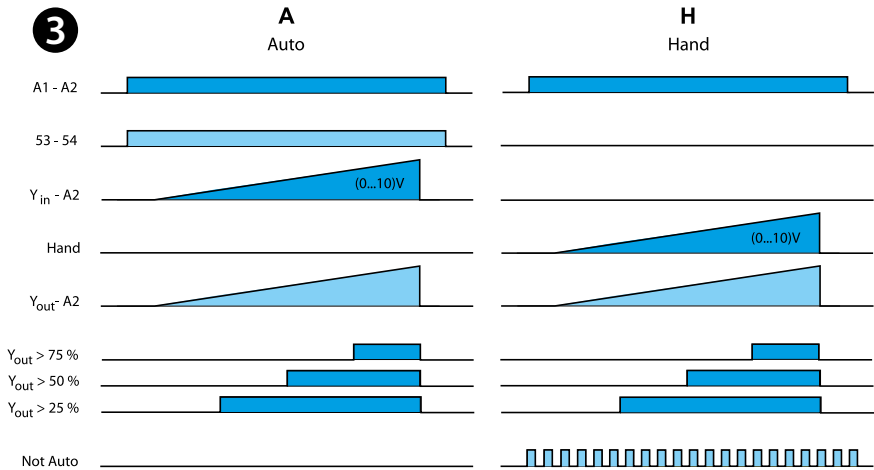 3
A
Auto
H
Hand
A1 - A2
53 - 54
Y in - A2
(0...10)V
Hand
(0...10)V
Yout- A2
Yout > 75 %
Yout > 50 %
Yout > 25 %
Not Auto